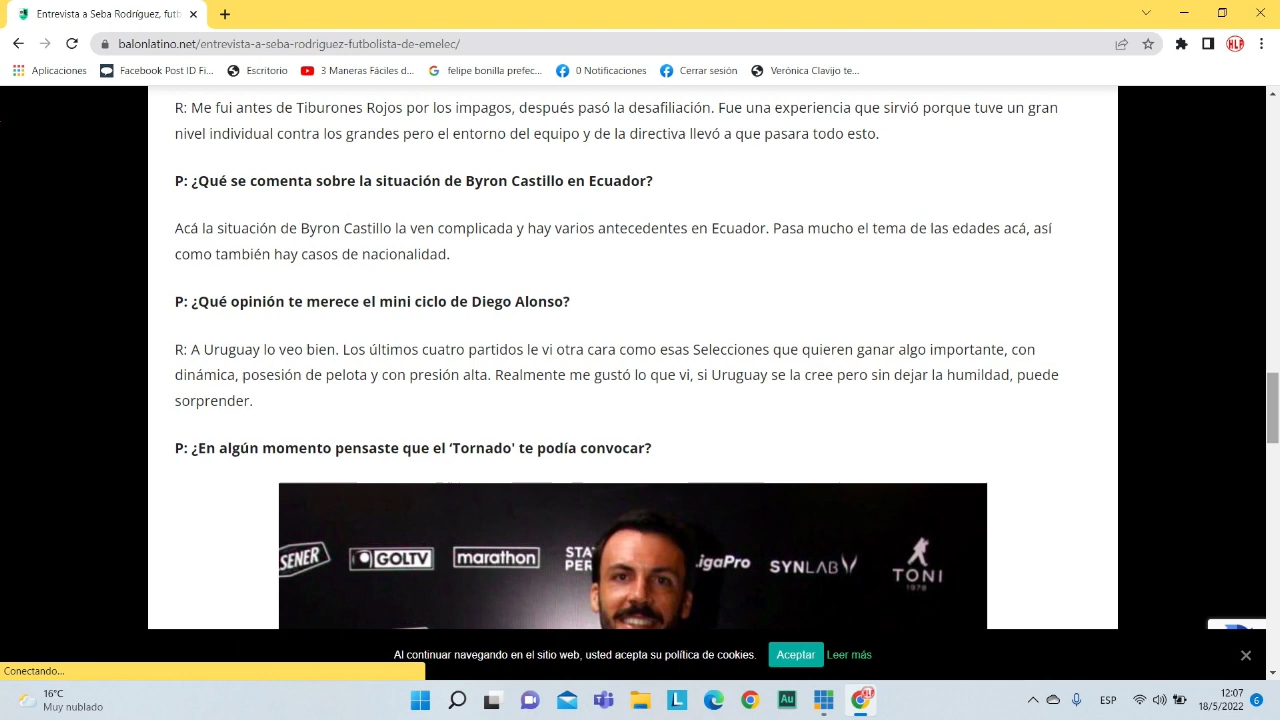 Entrevista a Seba Rodríguez, futb
balonlatino.net/entrevista-a-seba-rodriguez-futbolista-de-emelec/
HLP
Aplicaciones Facebook Post ID Fi... Escritorio 3 Maneras Fáciles d... felipe bonilla prefec... 0 Notificaciones Cerrar sesión Verónica Clavijo te...
R: Me fui antes de Tiburones Rojos por los impagos, después pasó la desafiliación. Fue una experiencia que sirvió porque tuve un gran
nivel individual contra los grandes pero el entorno del equipo y de la directiva llevó a que pasara todo esto.
P: ¿Qué se comenta sobre la situación de Byron Castillo en Ecuador?
Acá la situación de Byron Castillo la ven complicada y hay varios antecedentes en Ecuador. Pasa mucho el tema de las edades acá, así
como también hay casos de nacionalidad.
P: ¿Qué opinión te merece el mini ciclo de Diego Alonso?
R: A Uruguay lo veo bien. Los últimos cuatro partidos le vi otra cara como esas Selecciones que quieren ganar algo importante, con
dinámica, posesión de pelota y con presión alta. Realmente me gustó lo que vi, si Uruguay se la cree pero sin dejar la humildad, puede
sorprender.
P: ¿En algún momento pensaste que el ‘Tornado' te podía convocar?
SENER GOLTV marathon STA PER .igaPro SYNLAB TONI
1978
Al continuar navegando en el sitio web, usted acepta su política de cookies. Aceptar Leer más
Conectando...
16°C
Muy nublado
L Au ESP
12:07
18/5/2022 6